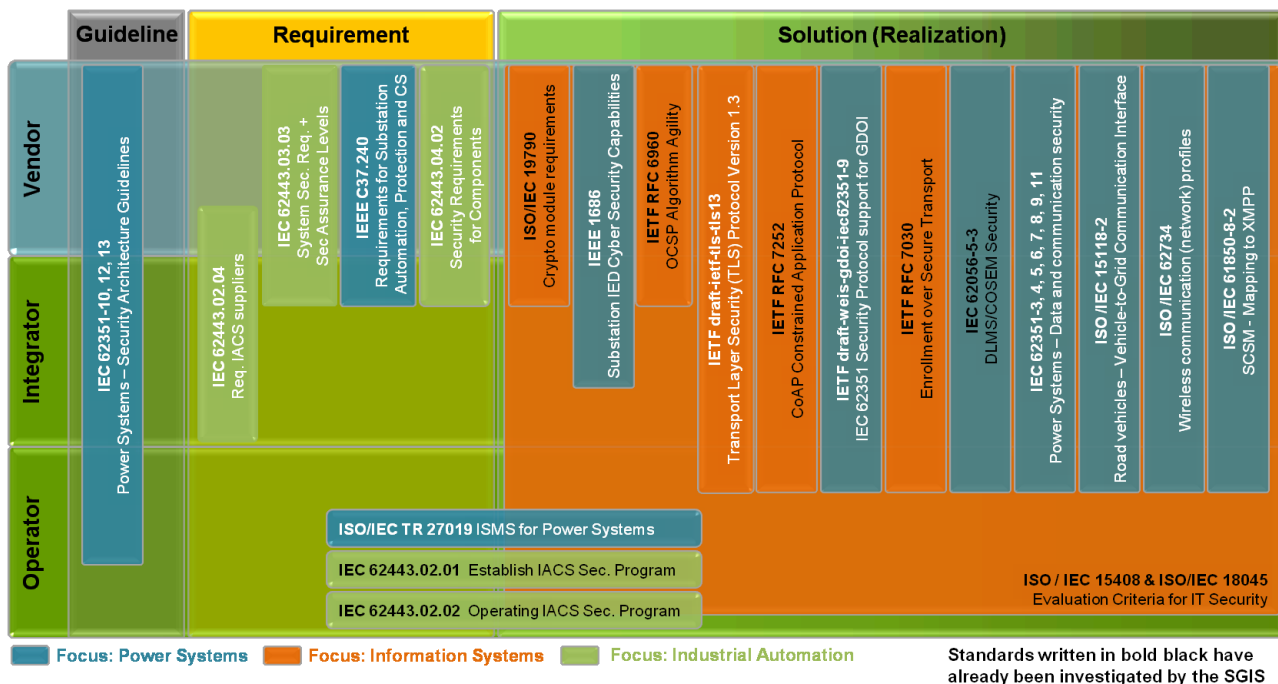 Guideline
Requirement
Solution (Realization)
Vendor
Integrator
Operator
IEC 62351-10, 12, 13
Power Systems – Security Architecture Guidelines
IEC 62443.02.04
Req. IACS suppliers
IEC 62443.03.03
System Sec. Req. +
Sec Assurance Levels
IEEE C37.240
Requirements for Substation
Automation, Protection and CS
IEC 62443.04.02
Security Requirements
for Components
ISO/IEC 19790
Crypto module requirements
IEEE 1686
Substation IED Cyber Security Capabilities
IETF RFC 6960
OCSP Algorithm Agility
IETF draft-ietf-tls-tls13
Transport Layer Security (TLS) Protocol Version 1.3
IETF RFC 7252
CoAP Constrained Application Protocol
IETF draft-weis-gdoi-iec62351-9
IEC 62351 Security Protocol support for GDOI
IETF RFC 7030
Enrollment over Secure Transport
IEC 62056-5-3
DLMS/COSEM Security
IEC 62351-3, 4, 5, 6, 7, 8, 9, 11
Power Systems – Data and communication security
ISO /IEC 15118-2
Road vehicles – Vehicle-to-Grid Communication Interface
ISO /IEC 62734
Wireless communication (network) profiles
ISO /IEC 61850-8-2
SCSM - Mapping to XMPP
ISO/IEC TR 27019 ISMS for Power Systems
IEC 62443.02.01 Establish IACS Sec. Program
IEC 62443.02.02 Operating IACS Sec. Program
ISO / IEC 15408 & ISO/IEC 18045
Evaluation Criteria for IT Security
Focus: Power Systems
Focus: Information Systems
Focus: Industrial Automation
Standards written in bold black have
already been investigated by the SGIS